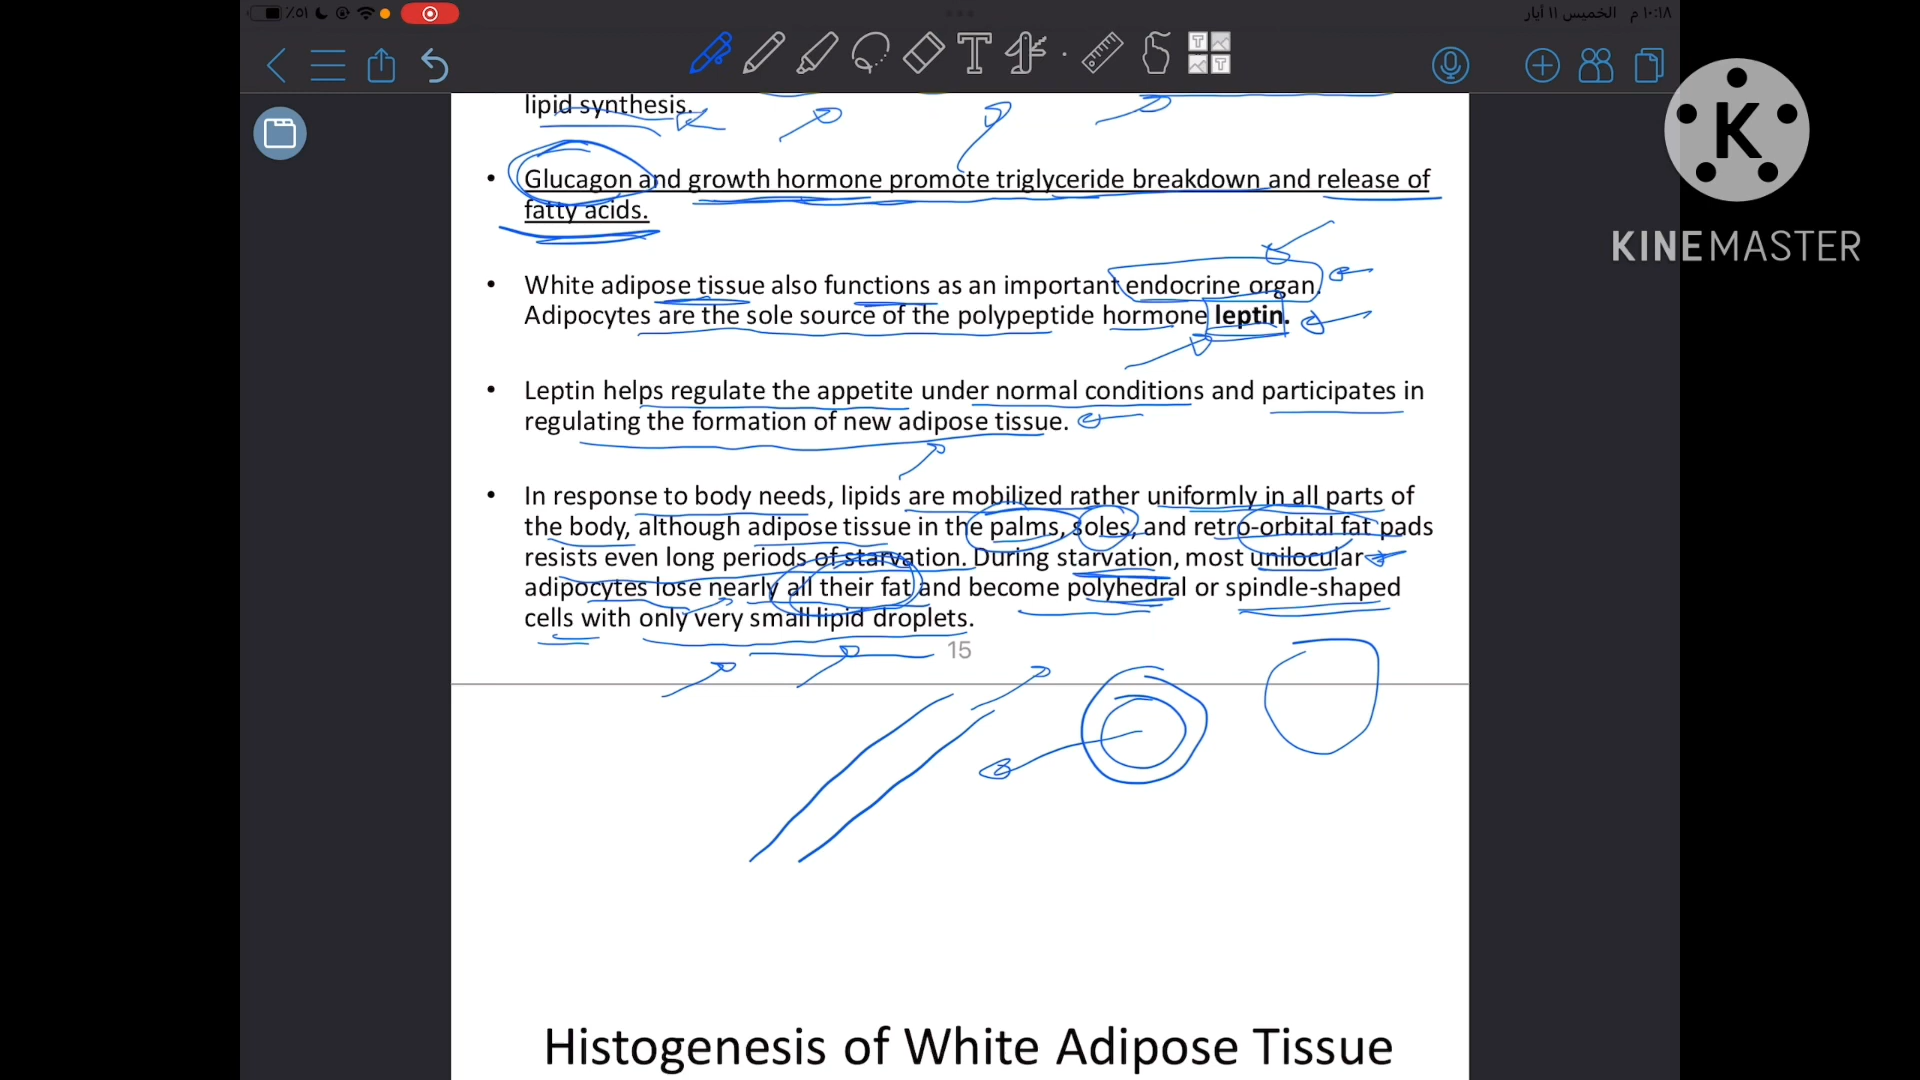 ٪٥١
١٠:١٨ م الخميس ١١ أيار
lipid synthesis.
• Glucagon and growth hormone promote triglyceride breakdown and release of
fatty acids.
• White adipose tissue also functions as an important endocrine organ.
Adipocytes are the sole source of the polypeptide hormone leptin.
• Leptin helps regulate the appetite under normal conditions and participates in
regulating the formation of new adipose tissue.
• In response to body needs, lipids are mobilized rather uniformly in all parts of
the body, although adipose tissue in the palms, soles, and retro-orbital fat pads
resists even long periods of starvation. During starvation, most unilocular
adipocytes lose nearly all their fat and become polyhedral or spindle-shaped
cells with only very small lipid droplets.
15
Histogenesis of White Adipose Tissue
K
KINEMASTER